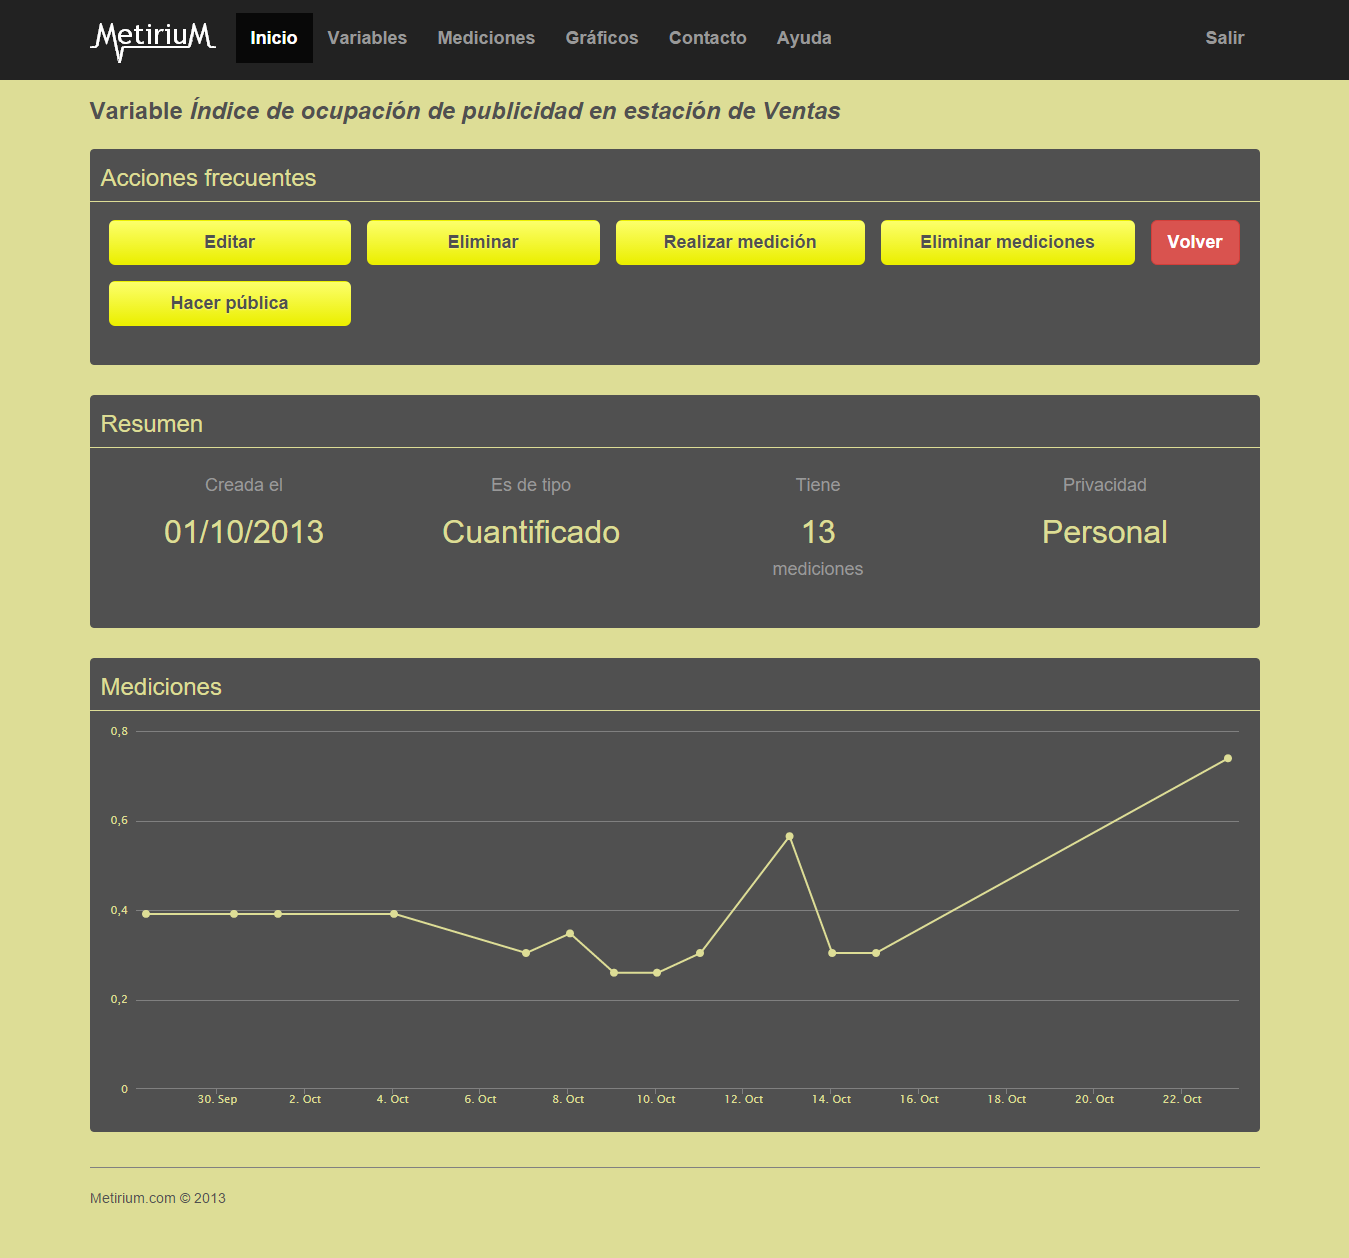 MetiriuM Inicio Variables Mediciones Gráficos Contacto Ayuda Salir
Variable Índice de ocupación de publicidad en estación de Ventas
Acciones frecuentes
Editar Eliminar Realizar medición Eliminar mediciones Volver
Hacer pública
Resumen
Creada el Es de tipo Tiene Privacidad
01/10/2013 Cuantificado 13 Personal
mediciones
Mediciones
0,8
0,6
0,4
0,2
0
30. Sep 2. Oct 4. Oct 6. Oct 8. Oct 10. Oct 12. Oct 14. Oct 16. Oct 18. Oct 20. Oct 22. Oct
Metirium.com © 2013